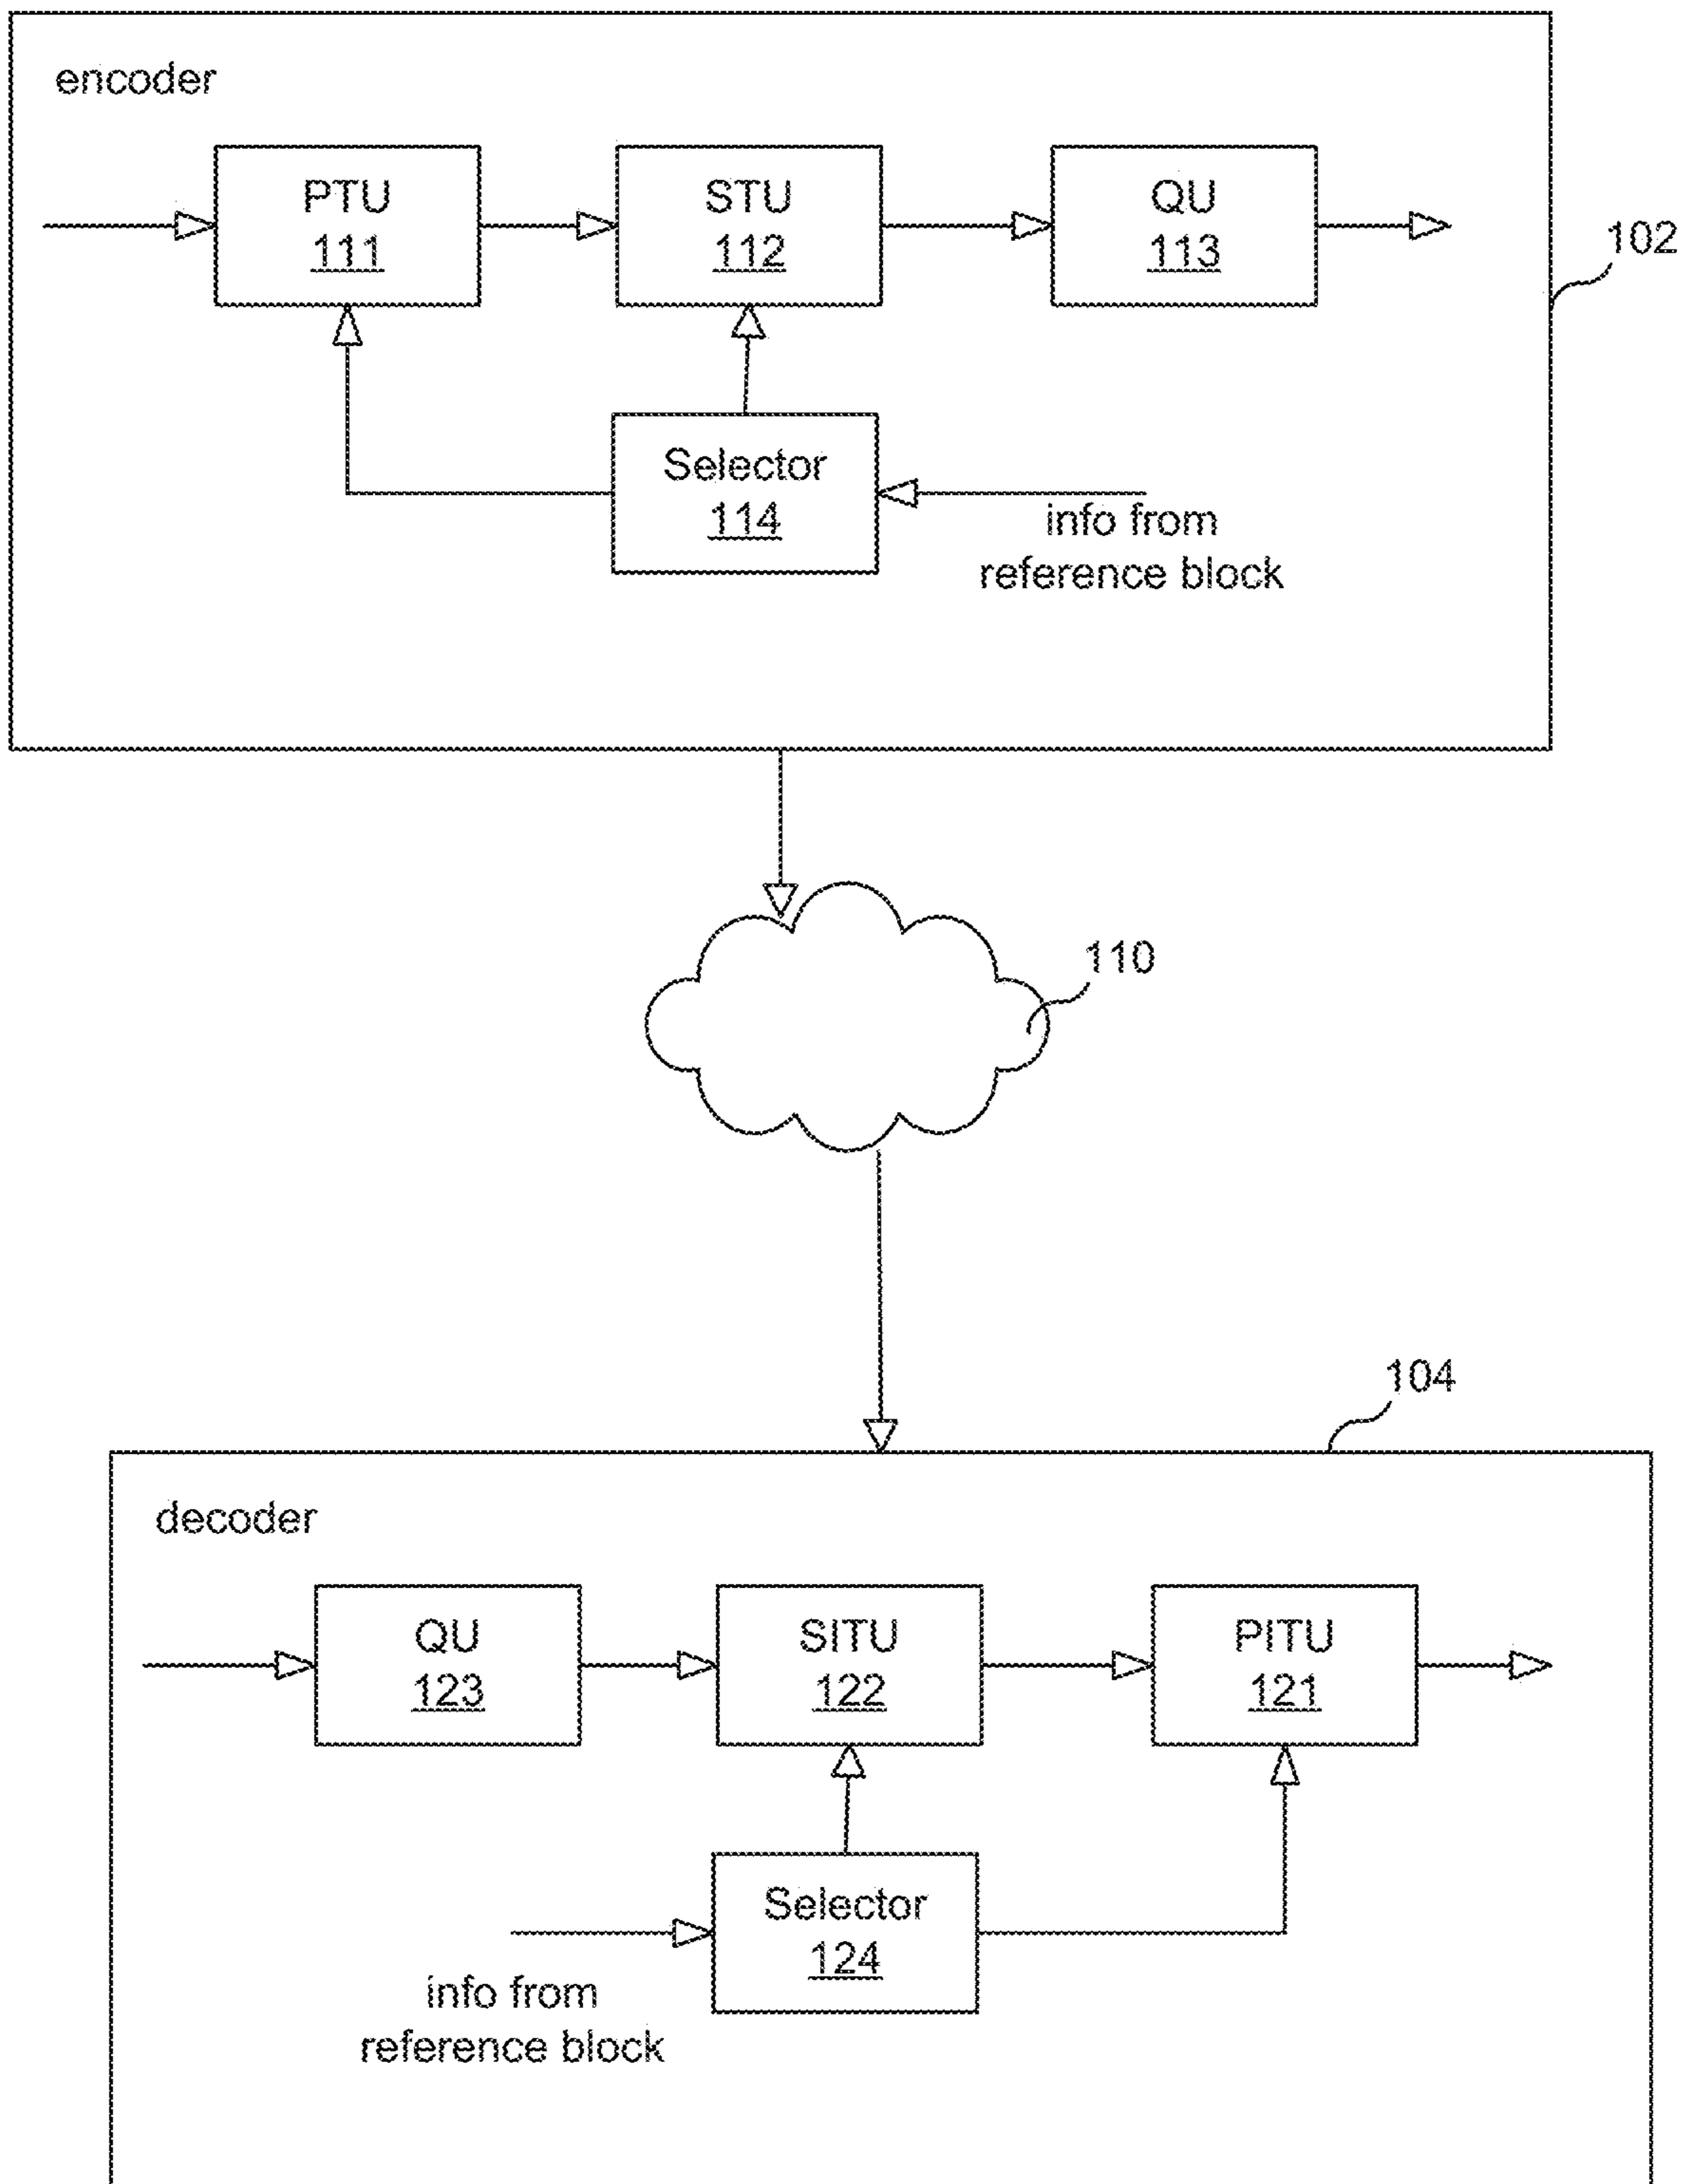 encoder
PTU
111
STU
112
QU
113
102
Selector
114
info from
reference block
110
104
decoder
QU
123
SITU
122
PITU
121
Selector
124
info from
reference block